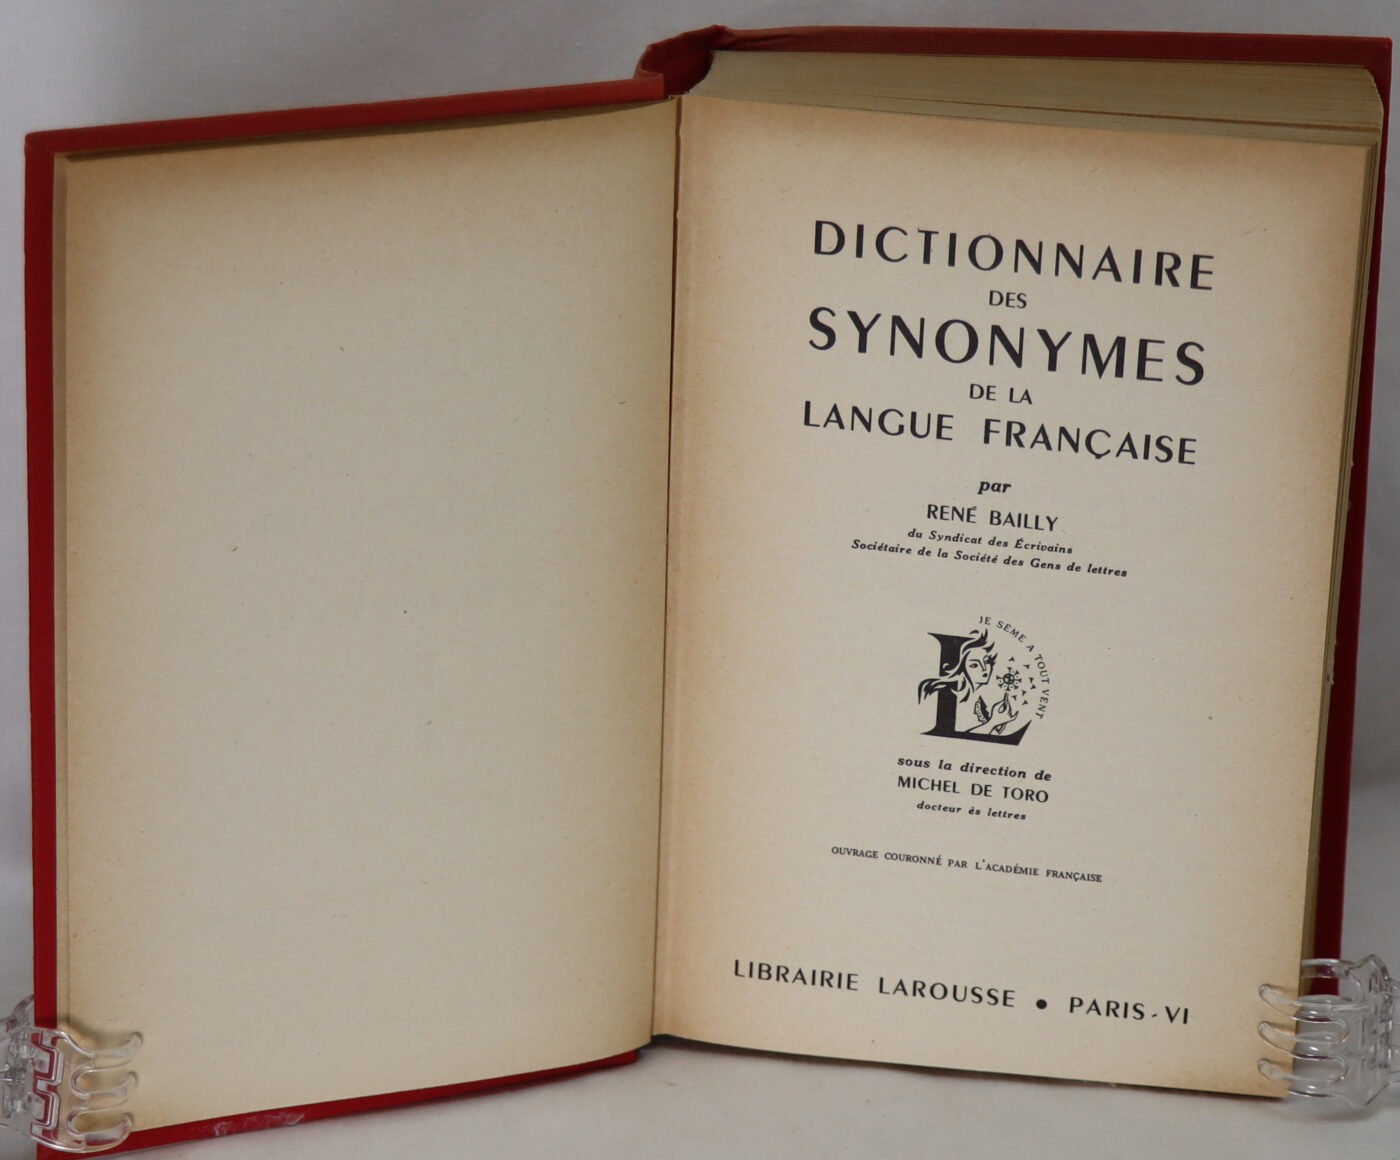 DICTIONNAIRE
DES
SYNONYMES
DE LA
LANGUE FRANÇAISE
par
RENÉ BAILLY
du Syndicat des Écrivains
Sociétaire de la Société des Gens de lettres
JE SÈME A TOUT VENT
L
sous la direction de
MICHEL DE TORO
docteur ès lettres
OUVRAGE COURONNÉ PAR L'ACADÉMIE FRANÇAISE
LIBRAIRIE LAROUSSE • PARIS-VI